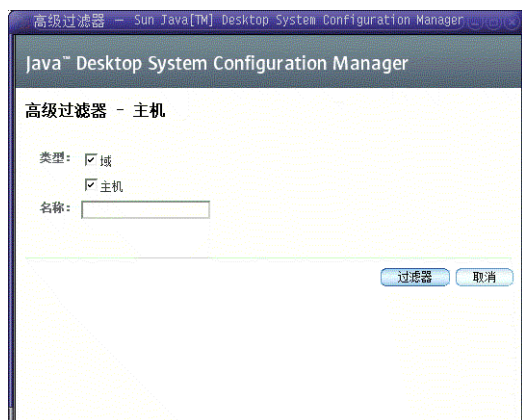 高级过滤器 － Sun Java[TM] Desktop System Configuration Manager
Java™ Desktop System Configuration Manager
高级过滤器 － 主机
类型： 域
主机
名称：
过滤器 取消